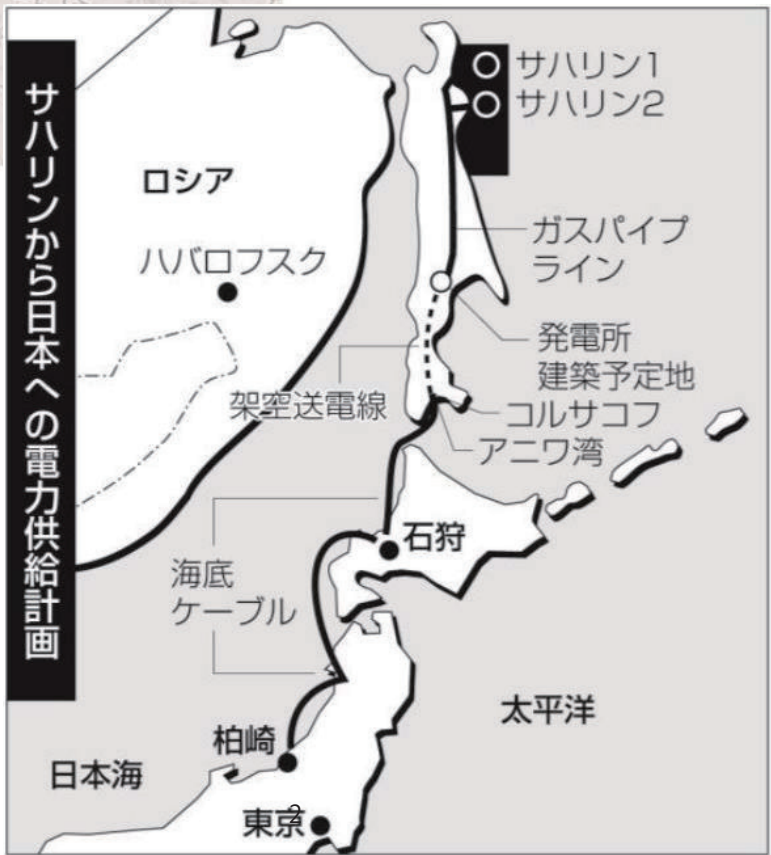 サハリンから日本への電力供給計画
サハリン1
サハリン2
ロシア
ハバロフスク
ガスパイプ
ライン
発電所
建築予定地
架空送電線
コルサコフ
アニワ湾
石狩
海底
ケーブル
太平洋
柏崎
日本海
東京
2